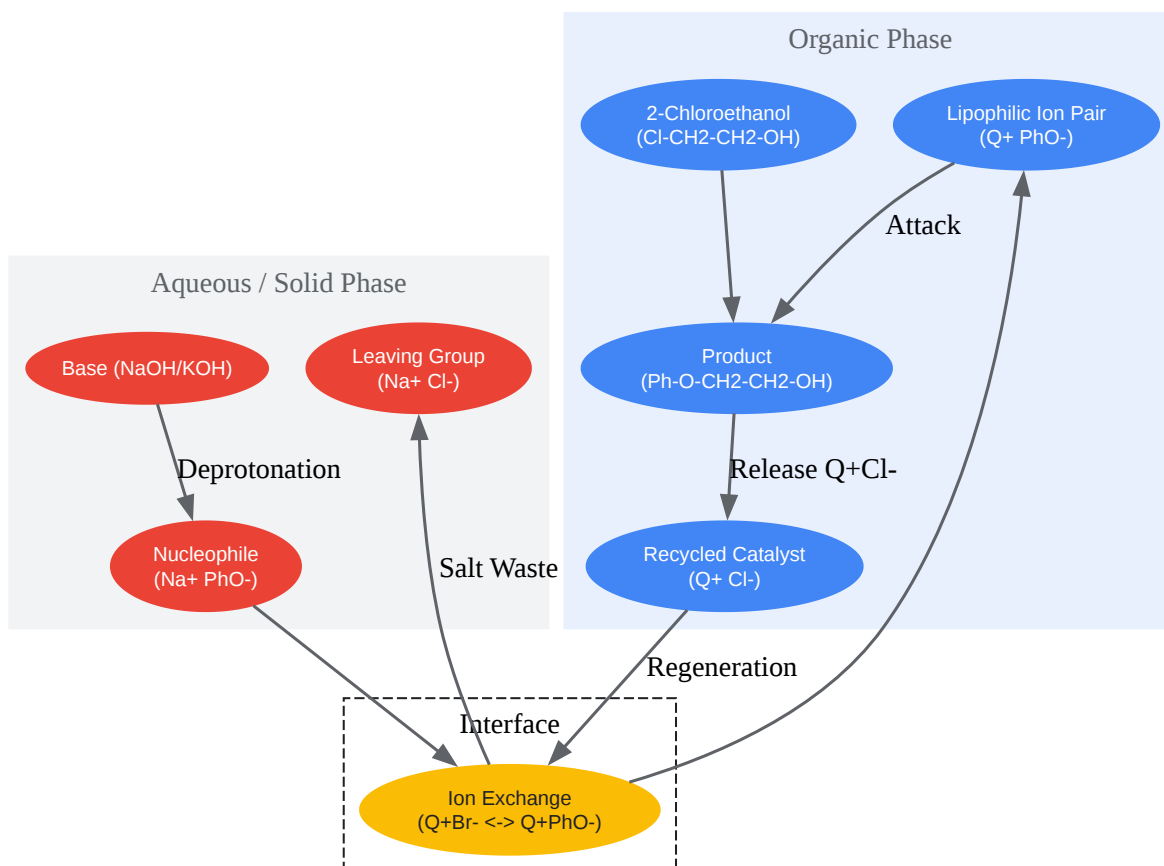 Organic Phase
2-Chloroethanol
(Cl-CH2-CH2-OH)
Lipophilic Ion Pair
(Q+ PhO-)
Attack
Aqueous / Solid Phase
Base (NaOH/KOH)
Leaving Group
(Na+ Cl-)
Product
(Ph-O-CH2-CH2-OH)
Deprotonation
Release Q+Cl-
Nucleophile
(Na+ PhO-)
Salt Waste
Recycled Catalyst
(Q+ Cl-)
Regeneration
Interface
Ion Exchange
(Q+Br- <-> Q+PhO-)